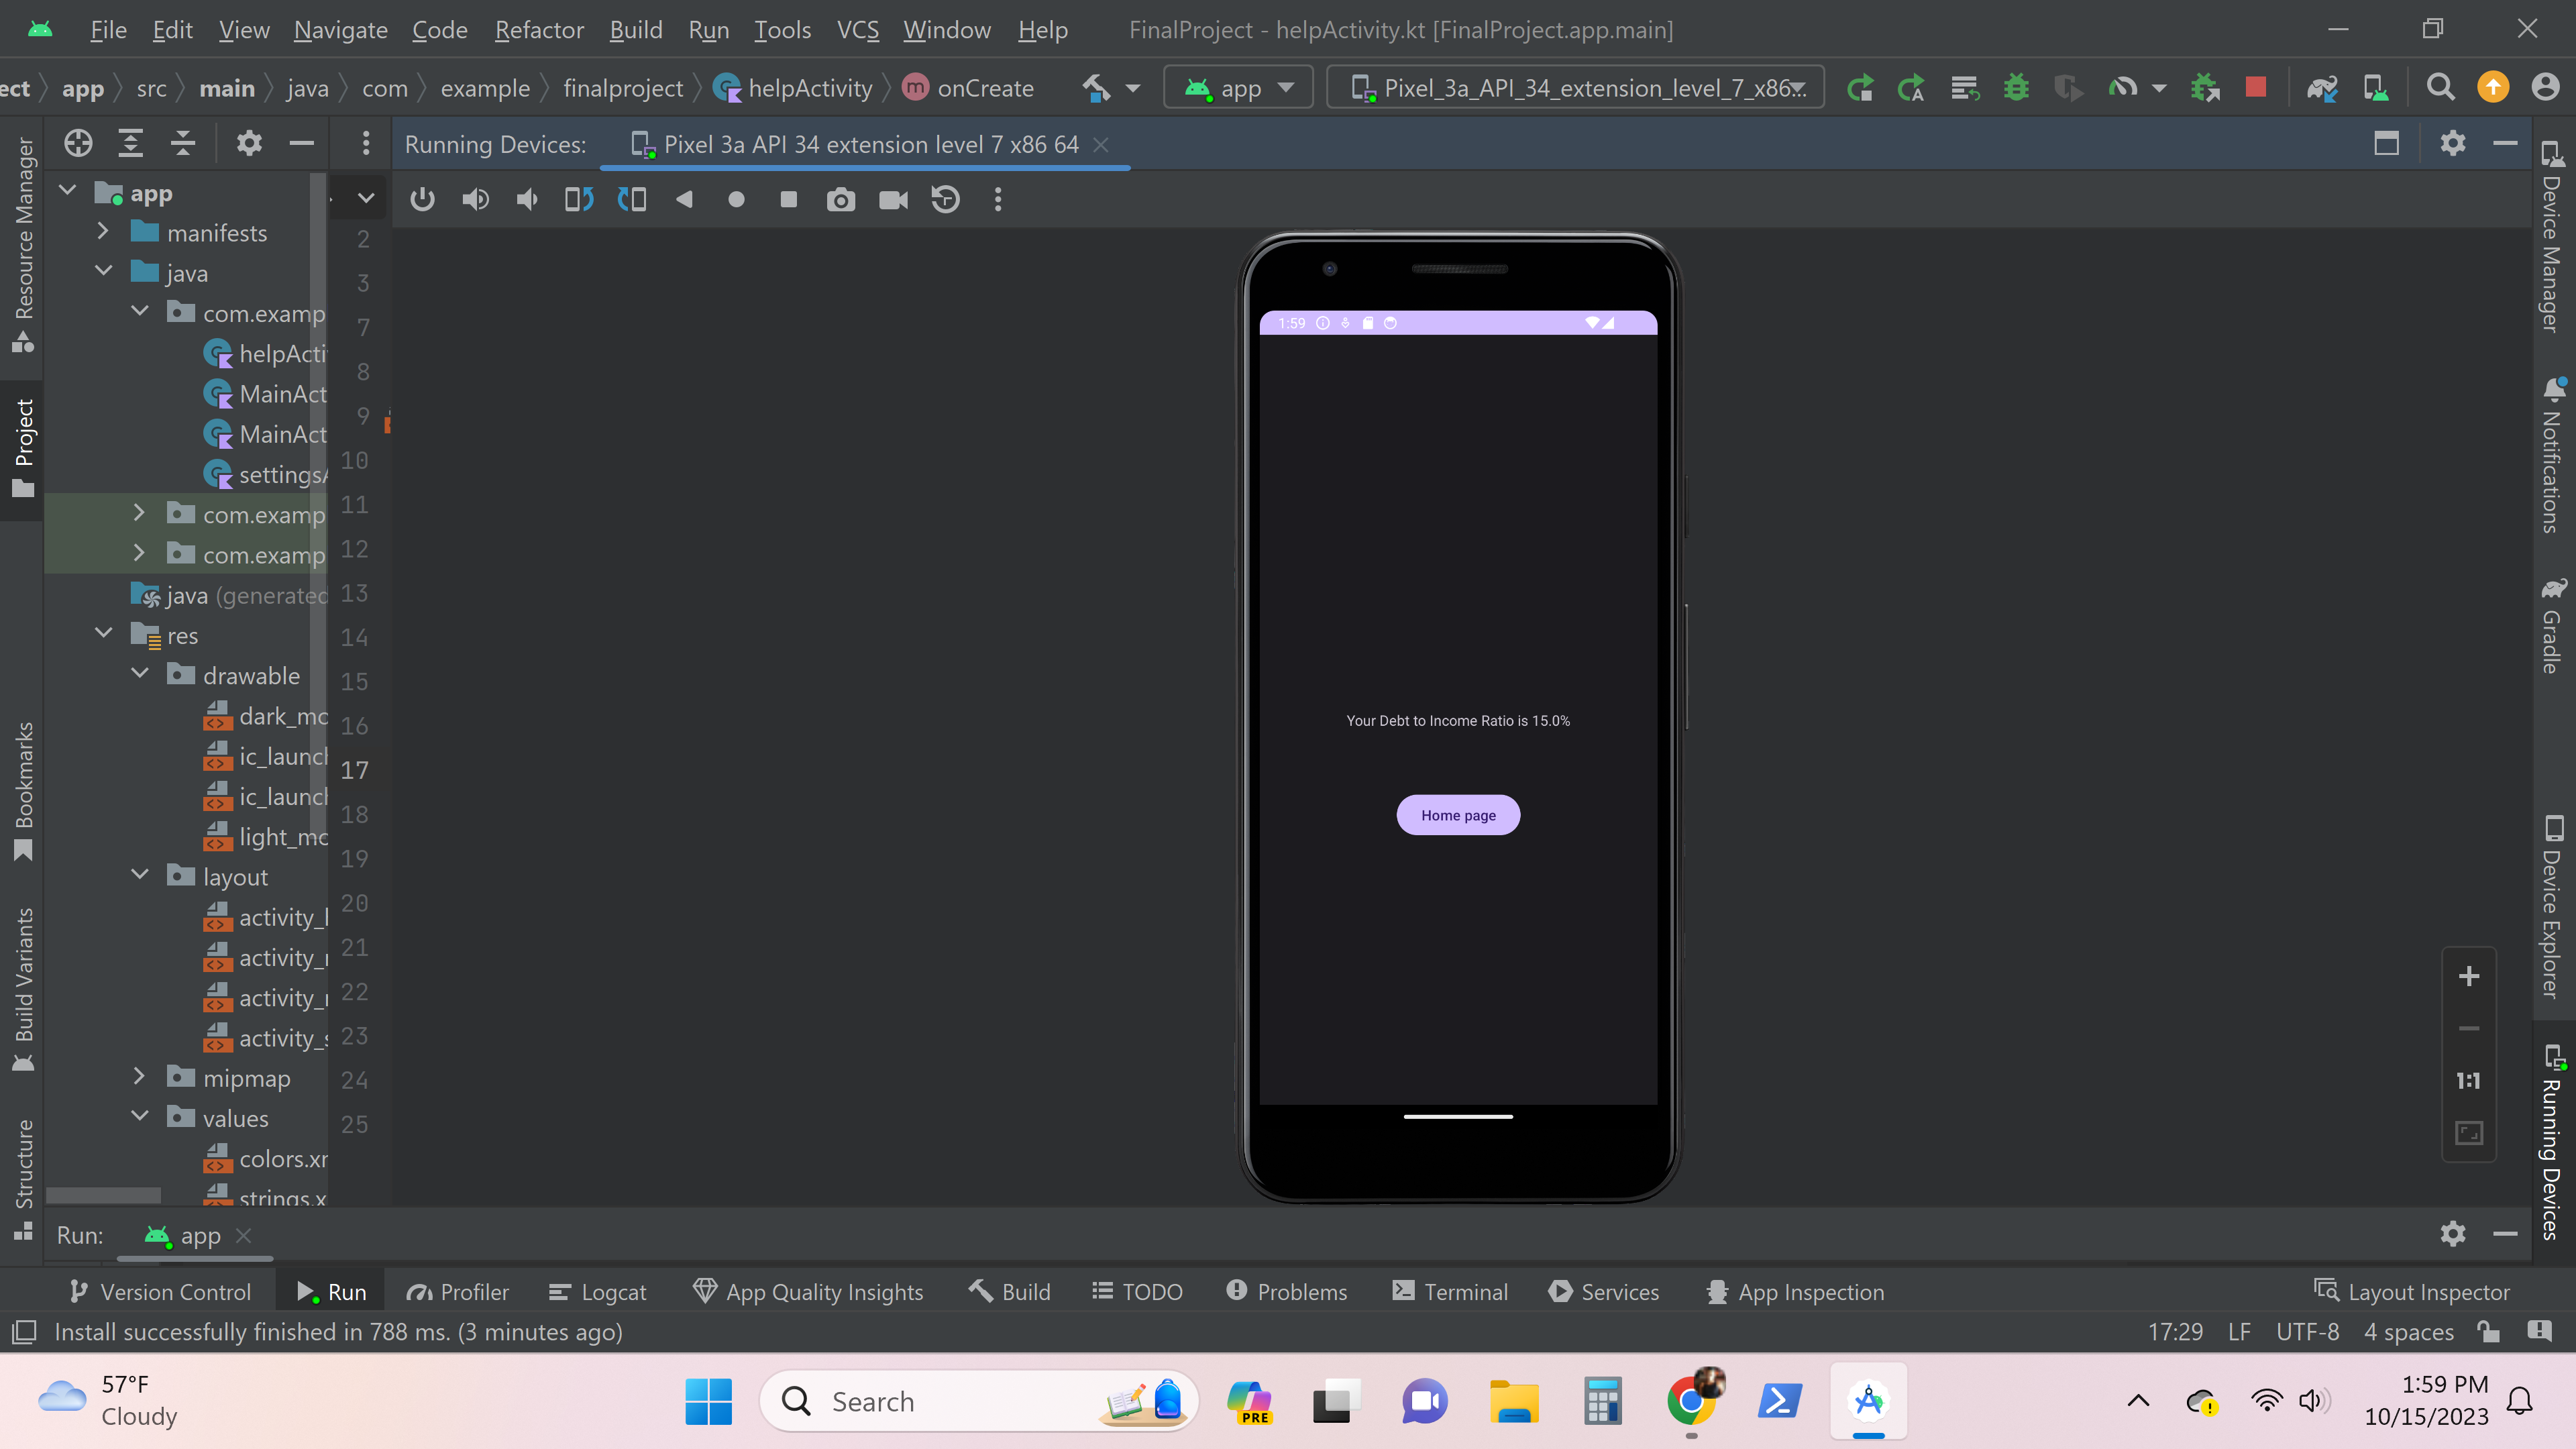 File Edit View Navigate Code Refactor Build Run Tools VCS Window Help FinalProject - helpActivity.kt [FinalProject.app.main]
ect app src main java com example finalproject helpActivity onCreate app Pixel_3a_API_34_extension_level_7_x86...
Running Devices: Pixel 3a API 34 extension level 7 x86 64
Resource Manager
Project
Bookmarks
Build Variants
Structure
app
manifests
java
com.examp
helpActi
MainAct
MainAct
settings
com.examp
com.examp
java (generated
res
drawable
dark_mo
ic_launch
ic_launch
light_mo
layout
activity_h
activity_r
activity_r
activity_s
mipmap
values
colors.xr
strings.x
2
3
7
8
9
10
11
12
13
14
15
16
17
18
19
20
21
22
23
24
25
1:59
Your Debt to Income Ratio is 15.0%
Home page
1:1
Device Manager
Notifications
Gradle
Device Explorer
Running Devices
Run: app
Version Control Run Profiler Logcat App Quality Insights Build TODO Problems Terminal Services App Inspection Layout Inspector
Install successfully finished in 788 ms. (3 minutes ago) 17:29 LF UTF-8 4 spaces
57°F
Cloudy
Search
PRE
1:59 PM
10/15/2023